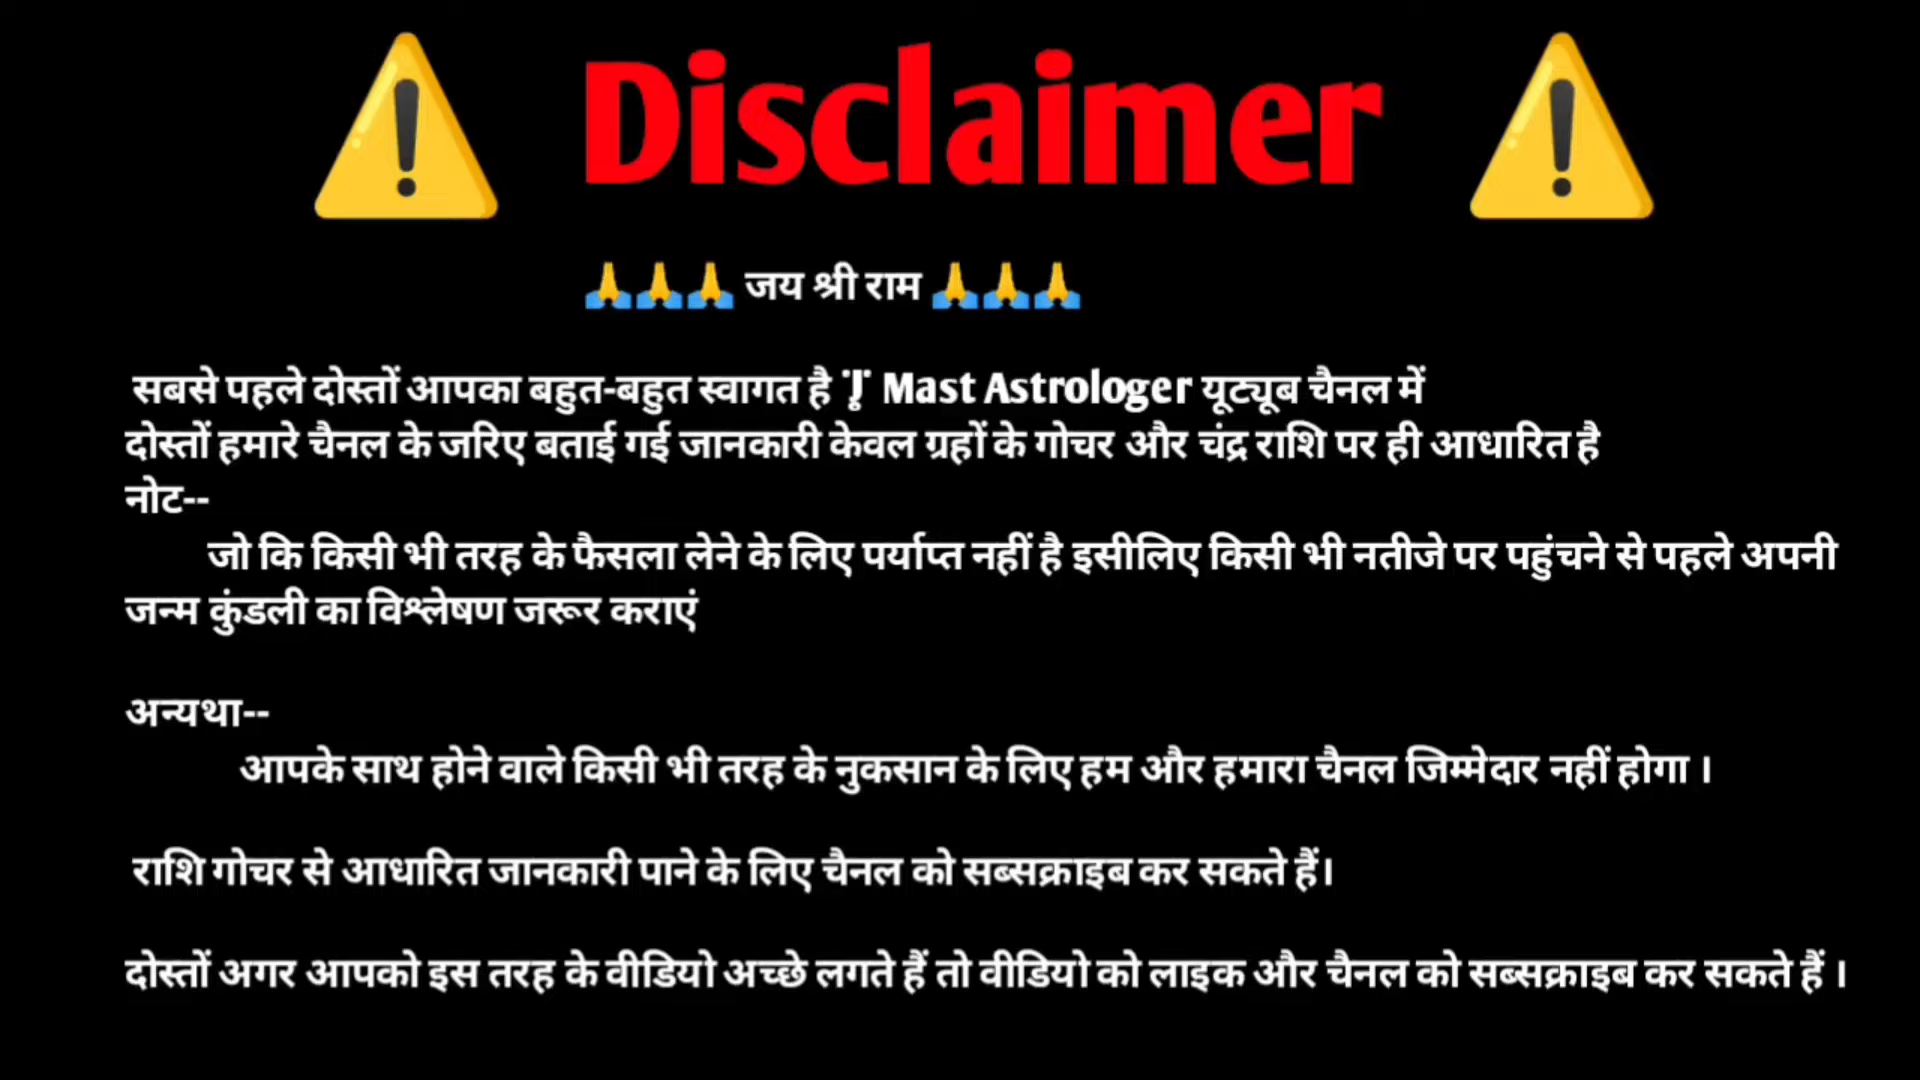 Disclaimer
🙏🙏🙏 जय श्री राम 🙏🙏🙏
सबसे पहले दोस्तों आपका बहुत-बहुत स्वागत है Mast Astrologer यूट्यूब चैनल में
दोस्तों हमारे चैनल के जरिए बताई गई जानकारी केवल ग्रहों के गोचर और चंद्र राशि पर ही आधारित है
नोट--
जो कि किसी भी तरह के फैसला लेने के लिए पर्याप्त नहीं है इसीलिए किसी भी नतीजे पर पहुंचने से पहले अपनी
जन्म कुंडली का विश्लेषण जरूर कराएं
अन्यथा--
आपके साथ होने वाले किसी भी तरह के नुकसान के लिए हम और हमारा चैनल जिम्मेदार नहीं होगा ।
राशि गोचर से आधारित जानकारी पाने के लिए चैनल को सब्सक्राइब कर सकते हैं।
दोस्तों अगर आपको इस तरह के वीडियो अच्छे लगते हैं तो वीडियो को लाइक और चैनल को सब्सक्राइब कर सकते हैं ।